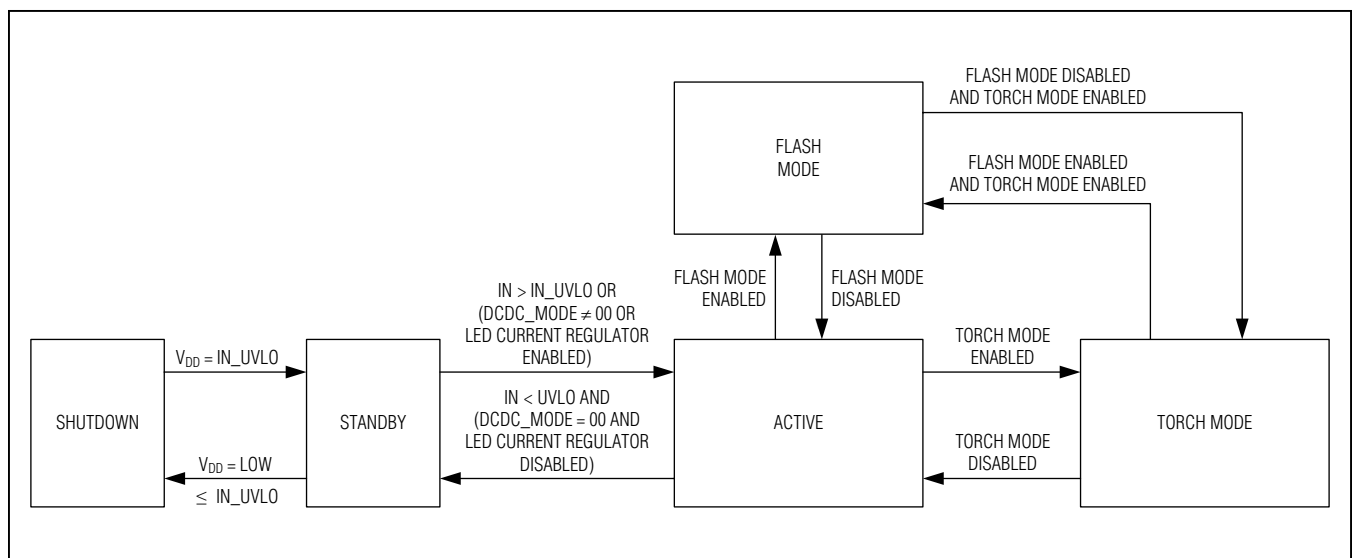 FLASH MODE DISABLED
AND TORCH MODE ENABLED
FLASH
MODE
FLASH MODE ENABLED
AND TORCH MODE ENABLED
FLASH MODE
ENABLED
FLASH MODE
DISABLED
IN > IN_UVLO OR
(DCDC_MODE ≠ 00 OR
LED CURRENT REGULATOR
ENABLED)
TORCH MODE
ENABLED
V_DD = IN_UVLO
SHUTDOWN
STANDBY
IN < UVLO AND
(DCDC_MODE = 00 AND
LED CURRENT REGULATOR
DISABLED)
ACTIVE
TORCH MODE
TORCH MODE
DISABLED
V_DD = LOW
≤ IN_UVLO